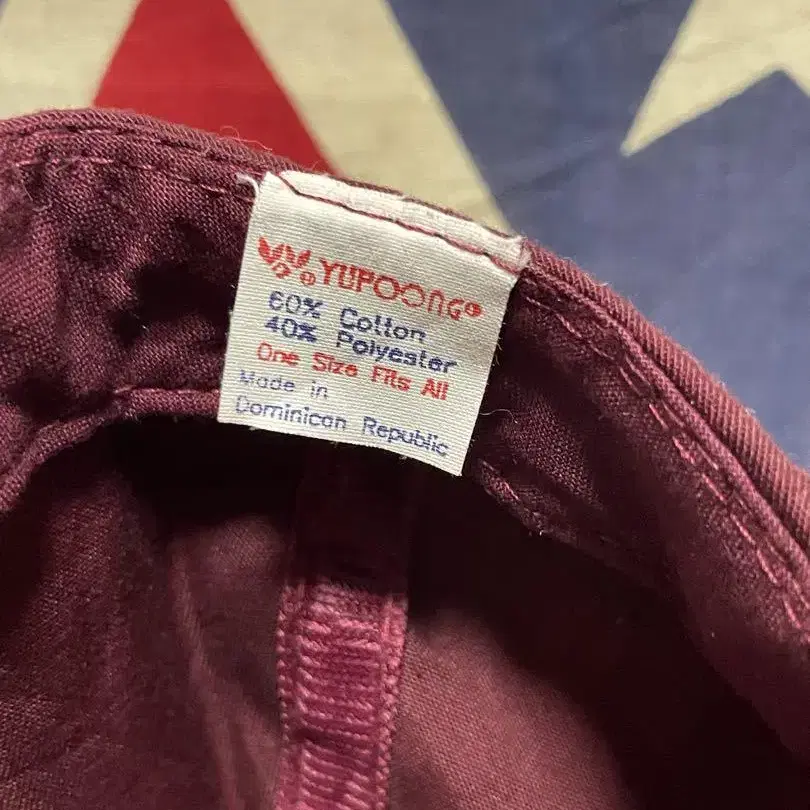 YUPOONG®
60% Cotton
40% Polyester
One Size Fits All
Made in
Dominican Republic